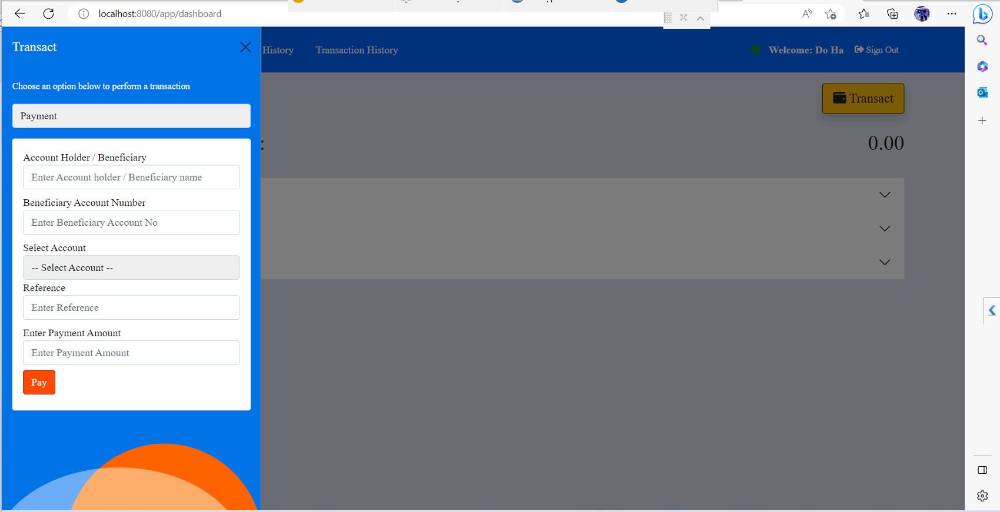 localhost:8080/app/dashboard
Transact
History
Transaction History
Welcome: Do Ha
Sign Out
Choose an option below to perform a transaction
Transact
Payment
:
0.00
Account Holder / Beneficiary
Enter Account holder / Beneficiary name
Beneficiary Account Number
Enter Beneficiary Account No
Select Account
-- Select Account --
Reference
Enter Reference
Enter Payment Amount
Enter Payment Amount
Pay